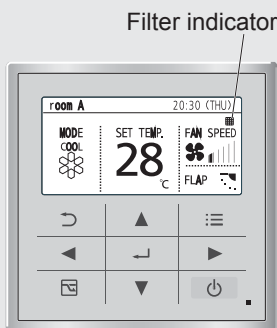 Filter indicator
room A 20:30 (THU)
MODE SET TEMP. FAN SPEED
COOL
28 °C
FLAP